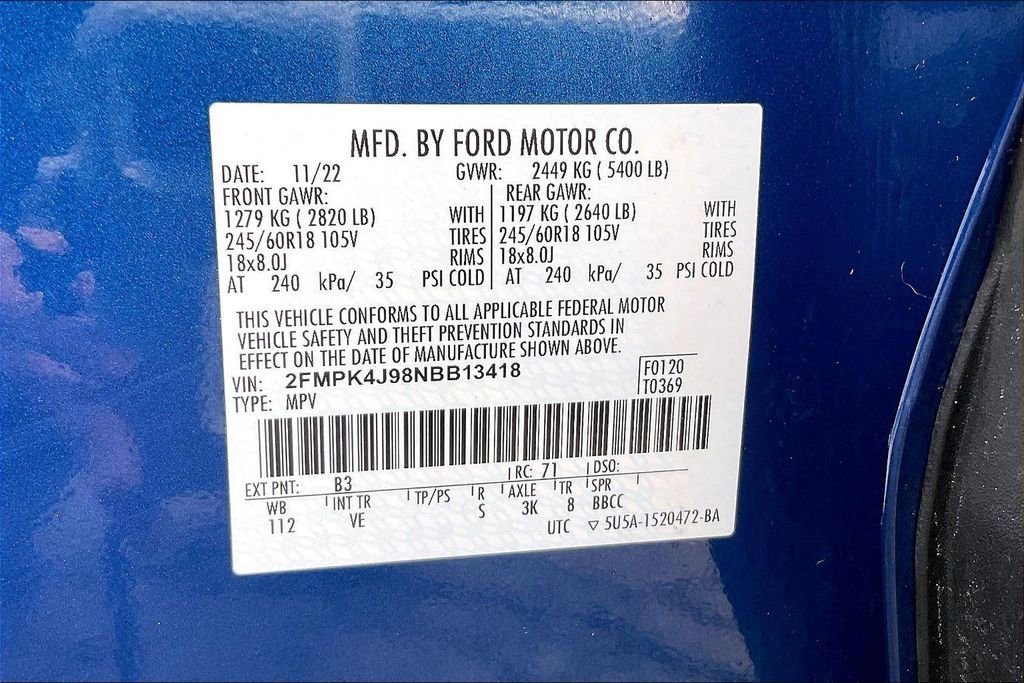 MFD. BY FORD MOTOR CO.
DATE: 11/22 GVWR: 2449 KG ( 5400 LB)
FRONT GAWR: REAR GAWR:
1279 KG ( 2820 LB) WITH 1197 KG ( 2640 LB) WITH
245/60R18 105V TIRES 245/60R18 105V TIRES
18x8.0J RIMS 18x8.0J RIMS
AT 240 kPa/ 35 PSI COLD AT 240 kPa/ 35 PSI COLD
THIS VEHICLE CONFORMS TO ALL APPLICABLE FEDERAL MOTOR
VEHICLE SAFETY AND THEFT PREVENTION STANDARDS IN
EFFECT ON THE DATE OF MANUFACTURE SHOWN ABOVE.
VIN: 2FMPK4J98NBB13418 F0120
TYPE: MPV T0369
EXT PNT: B3 RC: 71 DSO:
WB INT TR TP/PS R AXLE TR SPR
112 VE S 3K 8 BBCC
UTC ▽ 5U5A-1520472-BA